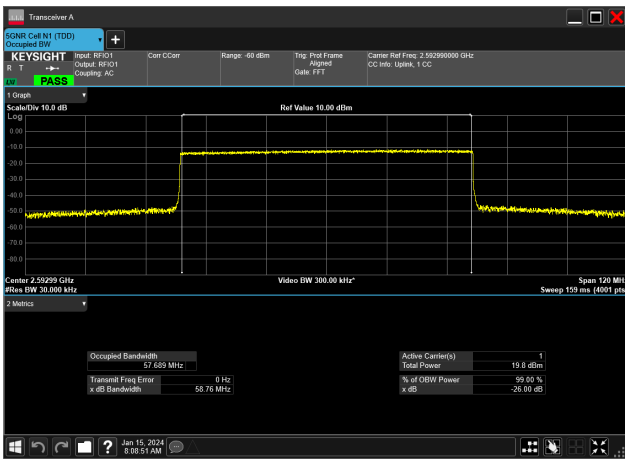 Transceiver A
5GNR Cell N1 (TDD)
Occupied BW
KEYSIGHT
R T
LNI
PASS
Input: RFIO1
Output: RFIO1
Coupling: AC
Corr CCorr
Range: -60 dBm
Trig: Prot Frame
Aligned
Gate: FFT
Carrier Ref Freq: 2.592990000 GHz
CC Info: Uplink, 1 CC
1 Graph
Scale/Div 10.0 dB
Ref Value 10.00 dBm
Log
0.00
-10.0
-20.0
-30.0
-40.0
-50.0
-60.0
-70.0
-80.0
Center 2.59299 GHz
Video BW 300.00 kHz*
Span 120 MHz
#Res BW 30.000 kHz
Sweep 159 ms (4001 pts
2 Metrics
Occupied Bandwidth
57.689 MHz
Active Carrier(s) 1
Total Power 19.8 dBm
Transmit Freq Error 0 Hz
x dB Bandwidth 58.76 MHz
% of OBW Power 99.00 %
x dB -26.00 dB
?
Jan 15, 2024
8:08:51 AM